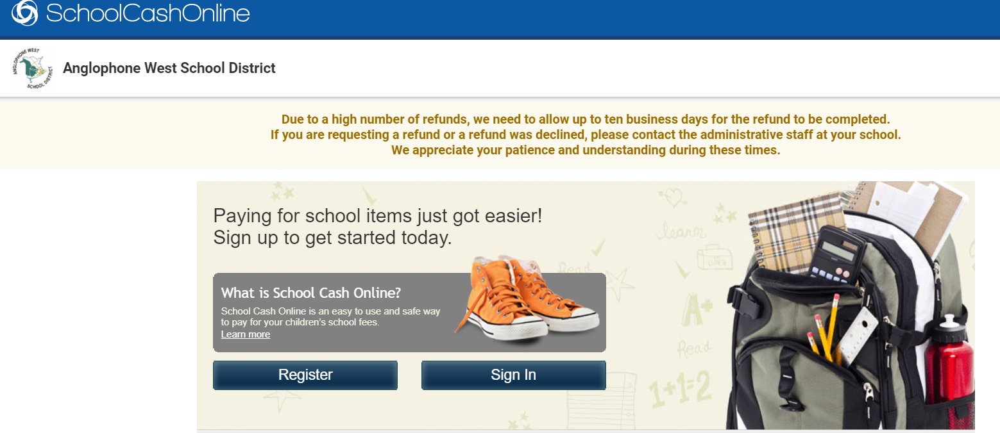 SchoolCashOnline
ANGLOPHONE WEST
SCHOOL DISTRICT
Anglophone West School District
Due to a high number of refunds, we need to allow up to ten business days for the refund to be completed.
If you are requesting a refund or a refund was declined, please contact the administrative staff at your school.
We appreciate your patience and understanding during these times.
Paying for school items just got easier!
Sign up to get started today.
What is School Cash Online?
School Cash Online is an easy to use and safe way
to pay for your children's school fees.
Learn more
Register
Sign In
learn
LUNCH
Read
A+
Read
1+1=2